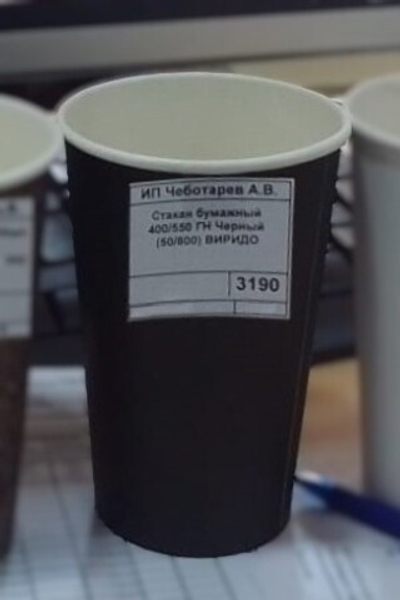 ИП Чеботарев А.В.
Стакан бумажный
400/550 ГН Черный
(50/800) ВИРИДО
3190